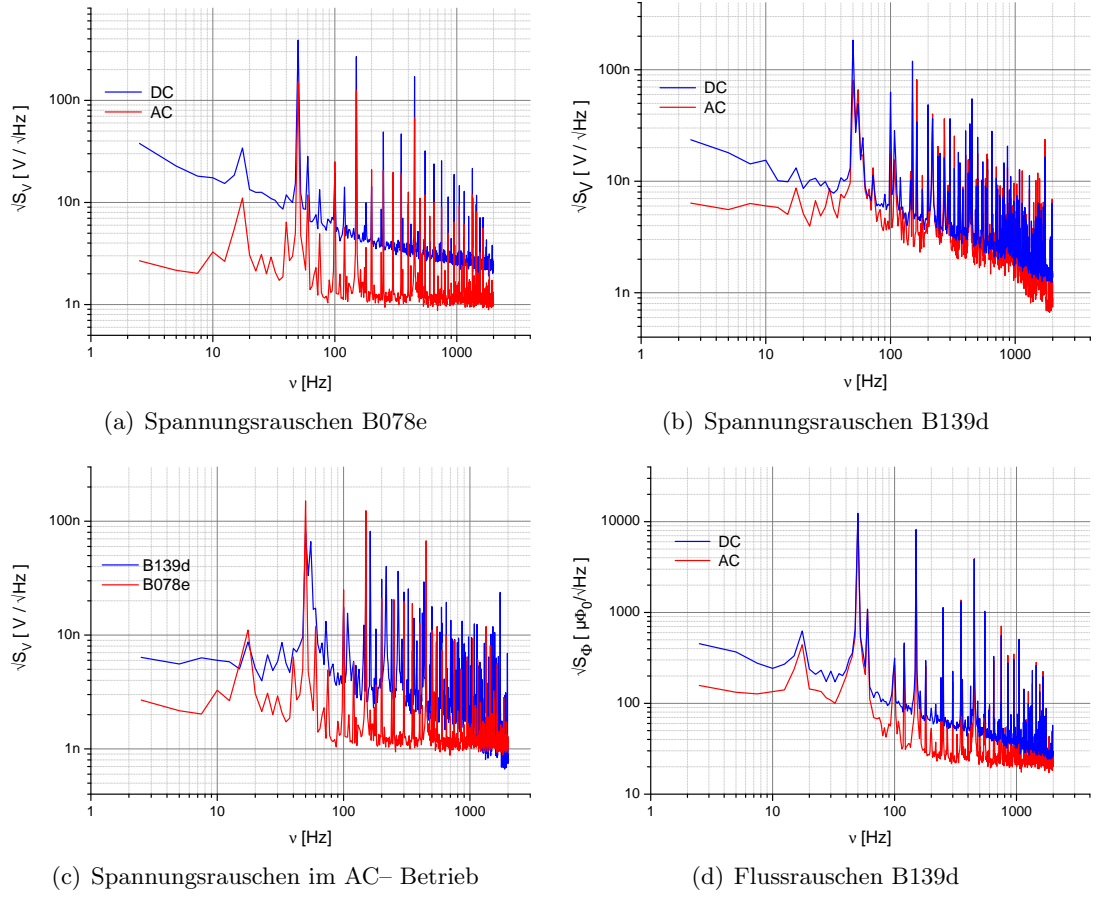 √S_V [ V / √Hz]
100n
10n
1n
DC
AC
1
10
100
1000
ν [Hz]
(a) Spannungsrauschen B078e
√S_V [ V / √Hz]
100n
10n
1n
DC
AC
1
10
100
1000
ν [Hz]
(b) Spannungsrauschen B139d
√S_V [ V / √Hz]
100n
10n
1n
B139d
B078e
1
10
100
1000
ν [Hz]
(c) Spannungsrauschen im AC– Betrieb
√S_Φ [ μΦ_0/√Hz]
10000
1000
100
10
DC
AC
1
10
100
1000
ν [Hz]
(d) Flussrauschen B139d